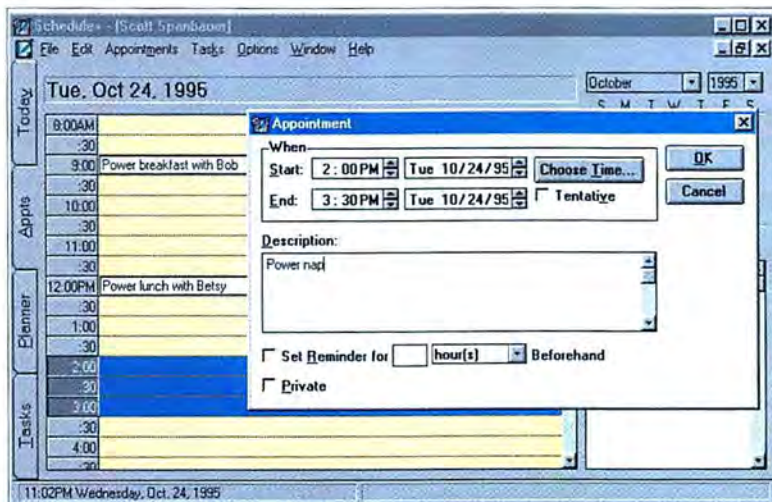 Schedule+ - [Scott Spanbauer]
File Edit Appointments Tasks Options Window Help
Tue, Oct 24, 1995
October 1995
S M T W T F S
Today
Appts
Planner
Tasks
8:00AM
:30
9:00 Power breakfast with Bob
:30
10:00
:30
11:00
:30
12:00PM Power lunch with Betsy
:30
1:00
:30
2:00
:30
3:00
:30
4:00
:30
Appointment
When
Start: 2:00PM Tue 10/24/95 Choose Time...
End: 3:30PM Tue 10/24/95 Tentative
OK
Cancel
Description:
Power nap
Set Reminder for hour(s) Beforehand
Private
11:02PM Wednesday, Oct. 24, 1995